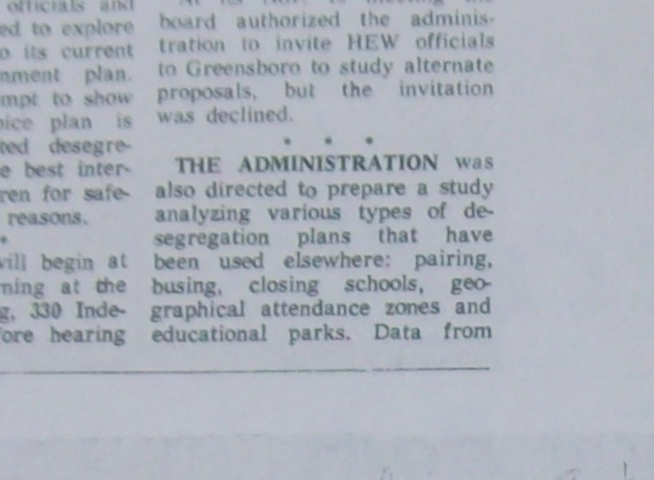 officials and
ed to explore
o its current
nment plan.
mpt to show
oice plan is
ted desegre-
e best inter-
ren for safe-
reasons.
*
will begin at
ning at the
g, 330 Inde-
fore hearing
board authorized the adminis-
tration to invite HEW officials
to Greensboro to study alternate
proposals, but the invitation
was declined.
* * *
THE ADMINISTRATION was
also directed to prepare a study
analyzing various types of de-
segregation plans that have
been used elsewhere: pairing,
busing, closing schools, geo-
graphical attendance zones and
educational parks. Data from